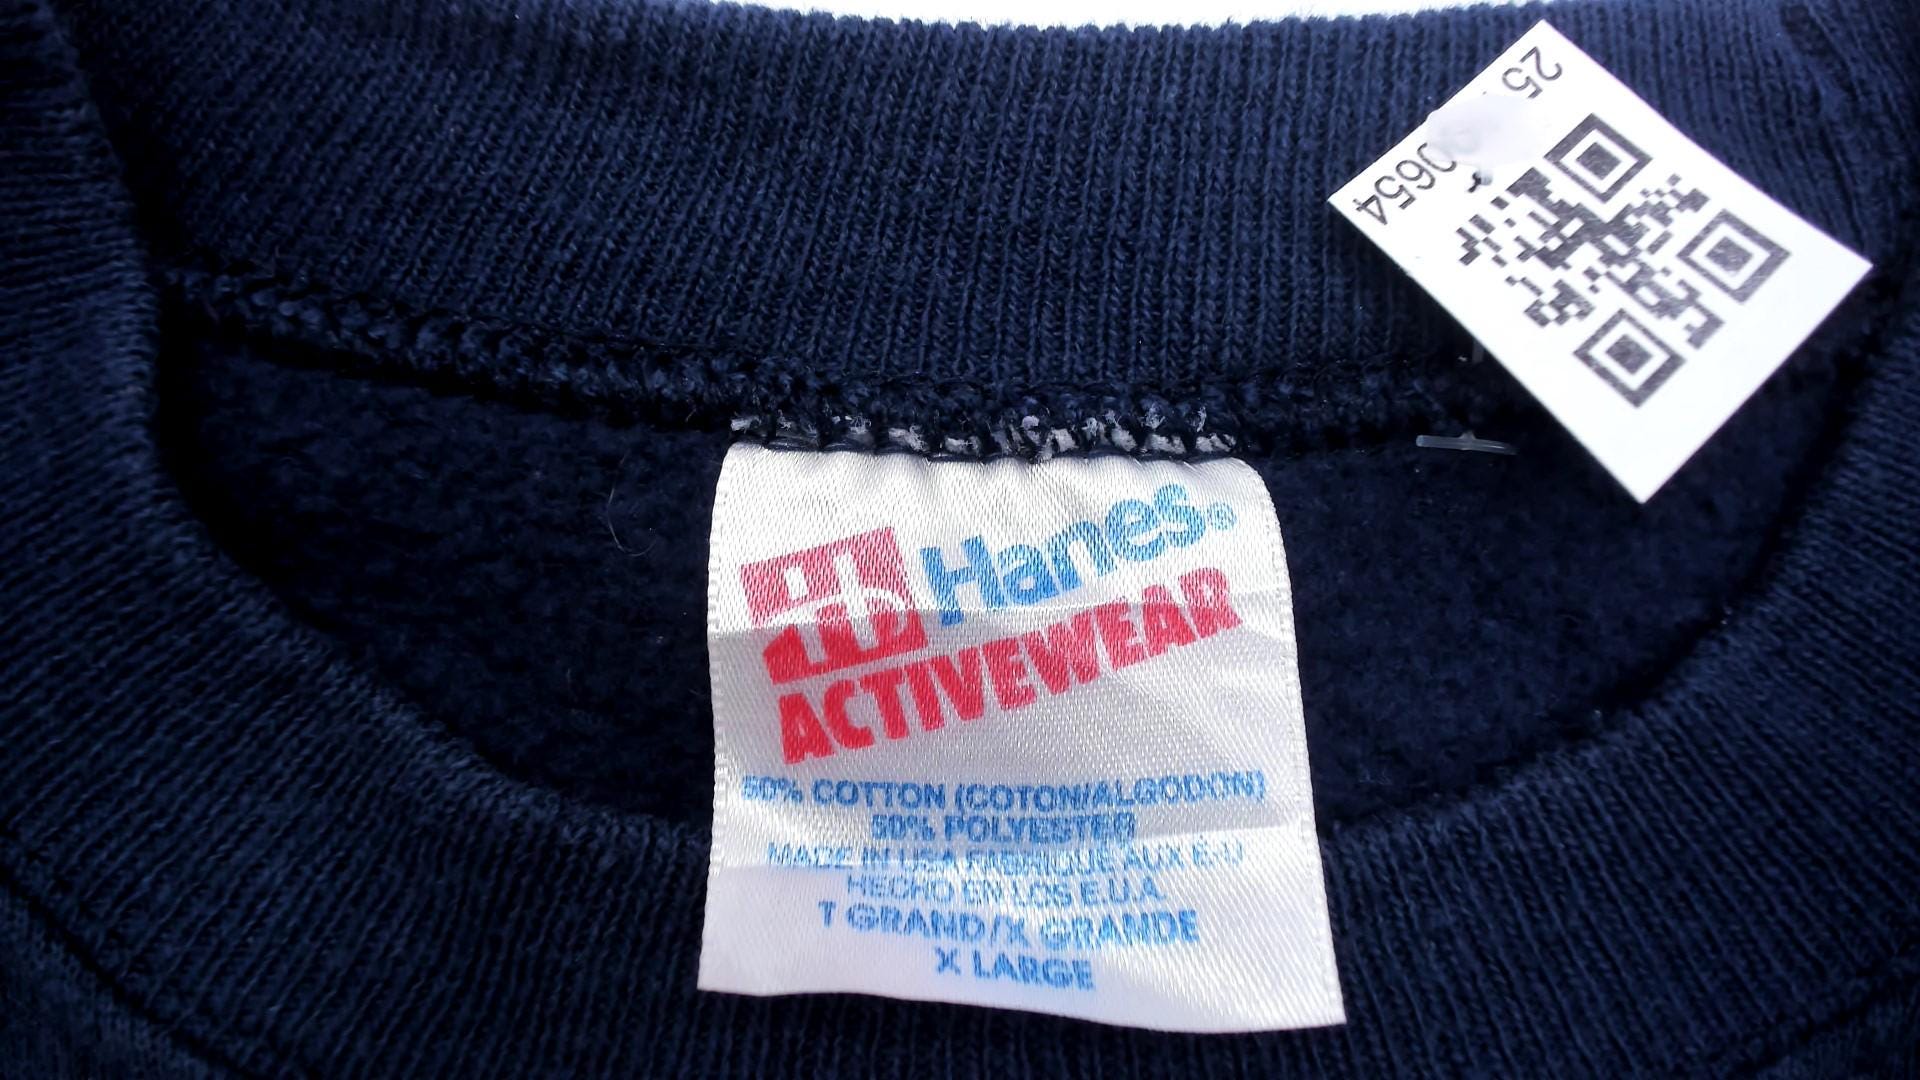 Hanes®
ACTIVEWEAR
50% COTTON (COTON/ALGODON)
50% POLYESTER
MADE IN USA FABRIQUE AUX É.-U
HECHO EN LOS E.U.A.
T GRAND/X GRANDE
X LARGE
25
0654